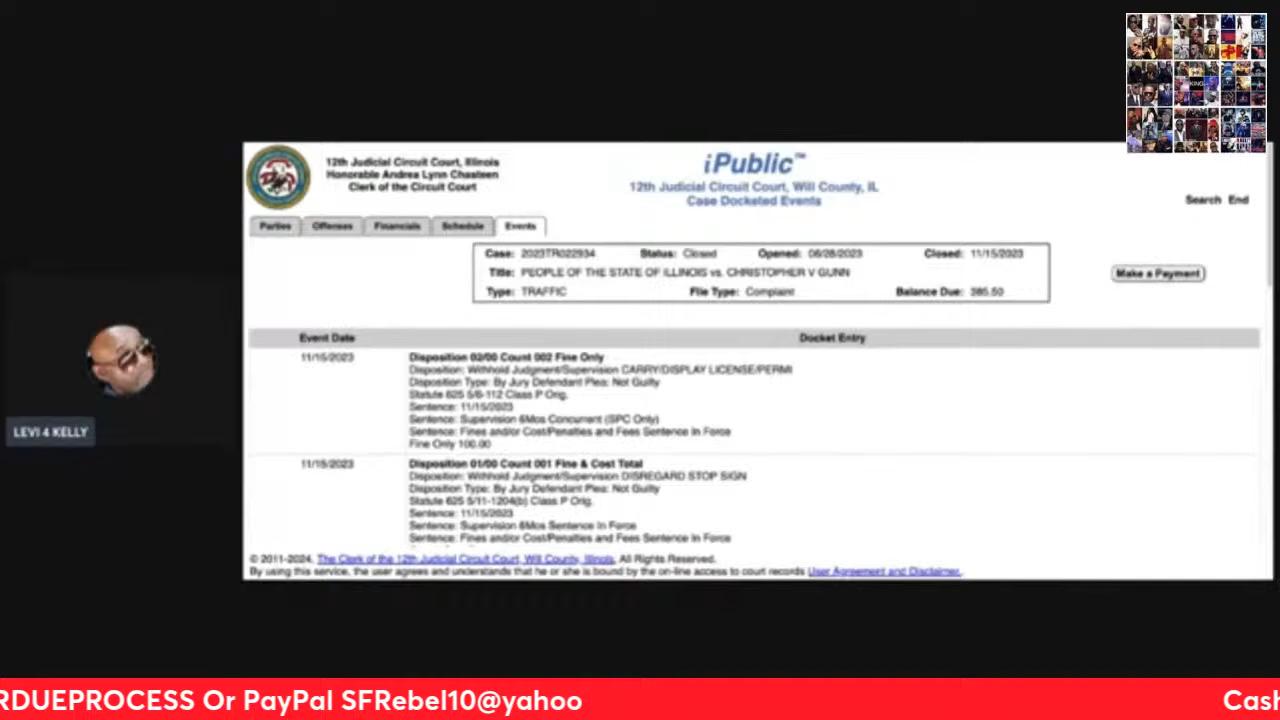 12th Judicial Circuit Court, Illinois
Honorable Andrea Lynn Chasteen
Clerk of the Circuit Court
iPublic™
12th Judicial Circuit Court, Will County, IL
Case Docketed Events
Search End
Parties Offenses Financials Schedule Events
Case: 2023TR022934 Status: Closed Opened: 06/28/2023 Closed: 11/15/2023
Title: PEOPLE OF THE STATE OF ILLINOIS vs. CHRISTOPHER V GUNN
Type: TRAFFIC File Type: Complaint Balance Due: 385.50
Make a Payment
Event Date Docket Entry
11/15/2023 Disposition 02/00 Count 002 Fine Only
Disposition: Withhold Judgment/Supervision CARRY/DISPLAY LICENSE/PERMI
Disposition Type: By Jury Defendant Plea: Not Guilty
Statute 625 5/6-112 Class P Orig.
Sentence: 11/15/2023
Sentence: Supervision 6Mos Concurrent (SPC Only)
Sentence: Fines and/or Cost/Penalties and Fees Sentence In Force
Fine Only 100.00
11/15/2023 Disposition 01/00 Count 001 Fine & Cost Total
Disposition: Withhold Judgment/Supervision DISREGARD STOP SIGN
Disposition Type: By Jury Defendant Plea: Not Guilty
Statute 625 5/11-1204(b) Class P Orig.
Sentence: 11/15/2023
Sentence: Supervision 6Mos Sentence In Force
Sentence: Fines and/or Cost/Penalties and Fees Sentence In Force
© 2011-2024, The Clerk of the 12th Judicial Circuit Court, Will County, Illinois, All Rights Reserved.
By using this service, the user agrees and understands that he or she is bound by the on-line access to court records User Agreement and Disclaimer.
LEVI 4 KELLY
RDUEPROCESS Or PayPal SFRebel10@yahoo Cash